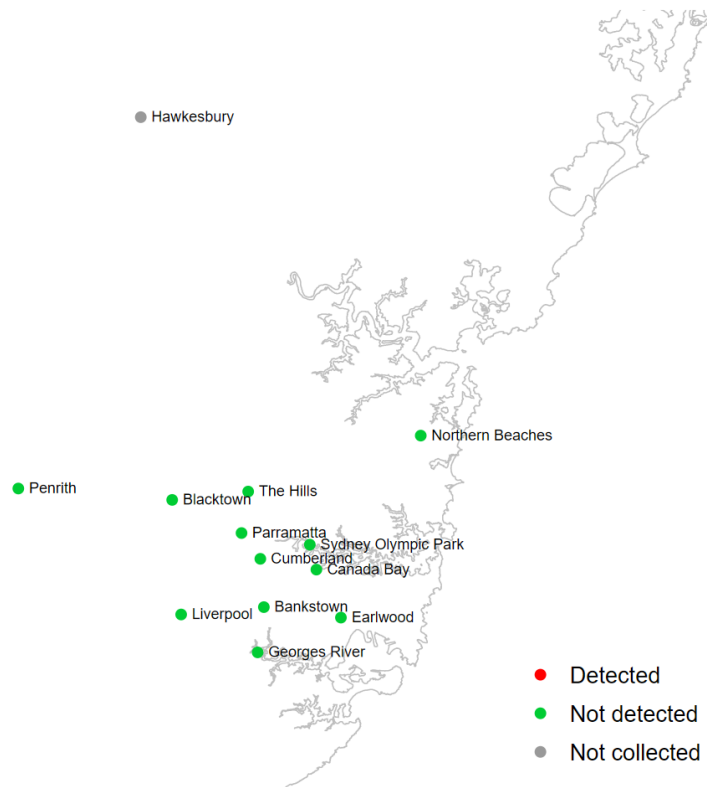 Hawkesbury
Northern Beaches
Penrith
The Hills
Blacktown
Parramatta
Sydney Olympic Park
Cumberland
Canada Bay
Bankstown
Liverpool
Earlwood
Georges River
Detected
Not detected
Not collected